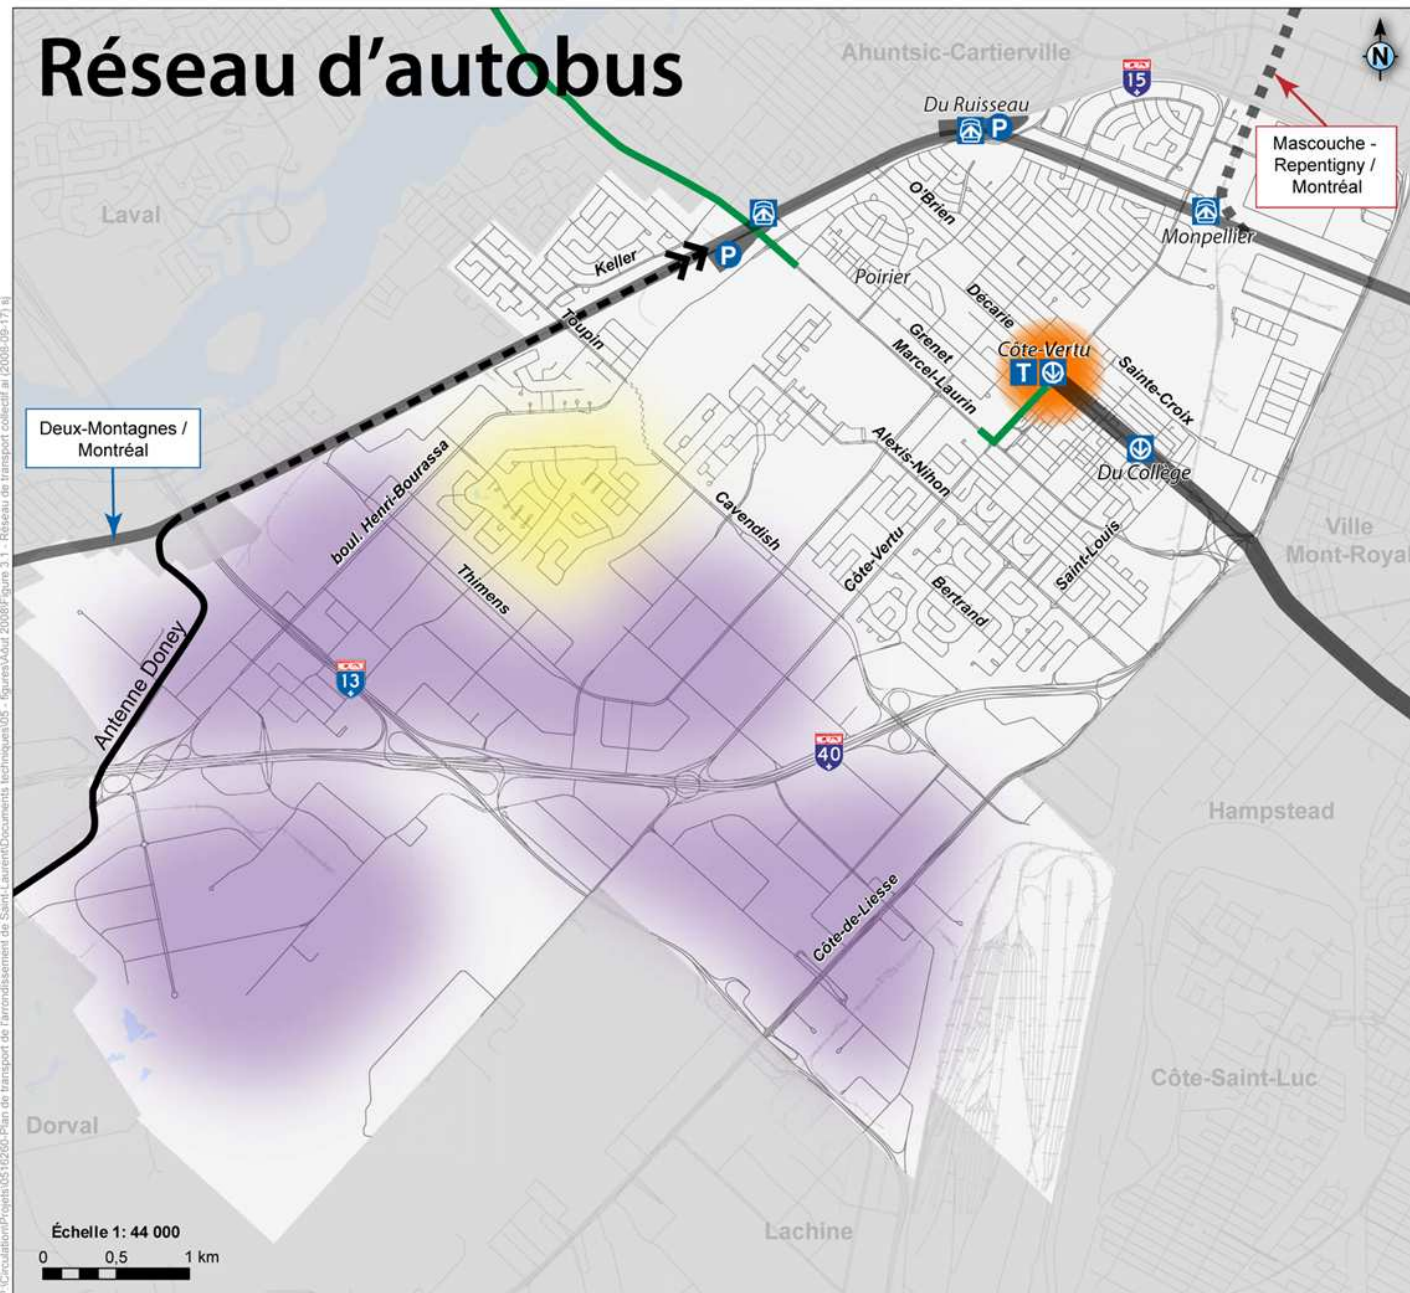 Réseau d'autobus
Ahuntsic-Cartierville
N
15
Du Ruisseau
P
Mascouche -
Repentigny /
Montréal
Laval
O'Brien
Monpellier
Keller
P
Poirier
Toupin
Décarie
Grenet
Marcel-Laurin
Côte-Vertu
T
Sainte-Croix
Deux-Montagnes /
Montréal
boul. Henri-Bourassa
Alexis-Nihon
Du Collège
Cavendish
Ville
Mont-Royal
Thimens
Côte-Vertu
Saint-Louis
Bertrand
Antenne Doney
13
40
Hampstead
Côte-de-Liesse
Côte-Saint-Luc
Dorval
Lachine
Échelle 1: 44 000
0 0,5 1 km